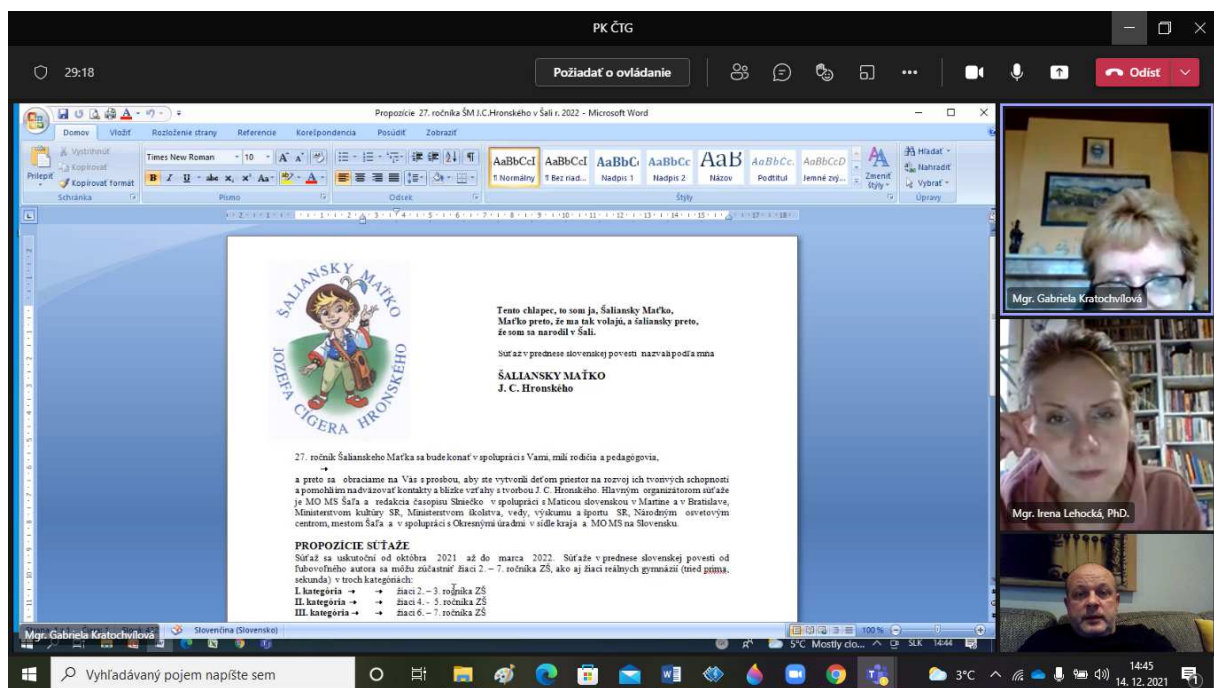 PK ČTG
29:18
Požiadať o ovládanie
Odísť
Propozície 27. ročníka ŠM J.C.Hronského v Šali r. 2022 - Microsoft Word
Domov Vložiť Rozloženie strany Referencie Korešpondencia Posúdiť Zobraziť
Prilepiť
Vystrihnúť
Kopírovať
Kopírovať formát
Schránka
Times New Roman 10
Písmo
Odsek
AaBbCcI AaBbCcI AaBbC AaBbCc AaB AaBbCc. AaBbCcD
¶ Normálny ¶ Bez riad... Nadpis 1 Nadpis 2 Názov Podtitul Jemné zvý...
Zmeniť štýly
Štýly
Hľadať
Nahradiť
Vybrať
Úpravy
ŠALIANSKY MAŤKO
JOZEFA CÍGERA HRONSKÉHO
Tento chlapec, to som ja, Šaliansky Maťko,
Maťko preto, že ma tak volajú, a šaliansky preto,
že som sa narodil v Šali.
Súťaž v prednese slovenskej povesti nazvali podľa mňa
ŠALIANSKY MAŤKO
J. C. Hronského
27. ročník Šalianskeho Maťka sa bude konať v spolupráci s Vami, milí rodičia a pedagógovia,
a preto sa obraciame na Vás s prosbou, aby ste vytvorili deťom priestor na rozvoj ich tvorivých schopností
a pomohli im nadväzovať kontakty a blízke vzťahy s tvorbou J. C. Hronského. Hlavným organizátorom súťaže
je MO MS Šaľa a redakcia časopisu Slniečko v spolupráci s Maticou slovenskou v Martine a v Bratislave,
Ministerstvom kultúry SR, Ministerstvom školstva, vedy, výskumu a športu SR, Národným osvetovým
centrom, mestom Šaľa a v spolupráci s Okresnými úradmi v sídle kraja a MO MS na Slovensku.
PROPOZÍCIE SÚŤAŽE
Súťaž sa uskutoční od októbra 2021 až do marca 2022. Súťaže v prednese slovenskej povesti od
ľubovoľného autora sa môžu zúčastniť žiaci 2. – 7. ročníka ZŠ, ako aj žiaci reálnych gymnázií (tried prima,
sekunda) v troch kategóriách:
I. kategória žiaci 2. – 3. ročníka ZŠ
II. kategória žiaci 4. - 5. ročníka ZŠ
III. kategória žiaci 6. – 7. ročníka ZŠ
Mgr. Gabriela Kratochvílová
Mgr. Irena Lehocká, PhD.
Mgr. Gabriela Kratochvílová
Slovenčina (Slovensko)
100 %
5°C Mostly clo... SLK 14:44
Vyhľadávaný pojem napíšte sem
3°C
14:45
14. 12. 2021